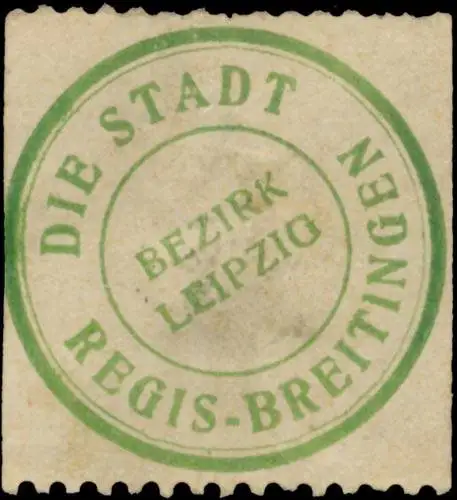 DIE STADT
REGIS-BREITINGEN
BEZIRK
LEIPZIG